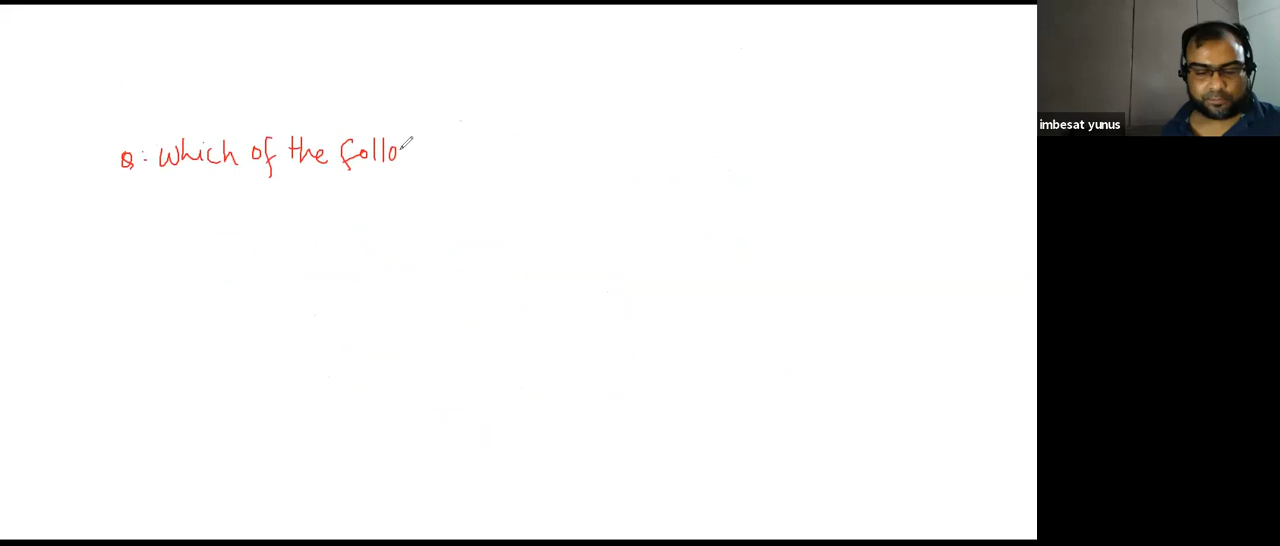 Q: Which of the follo
imbesat yunus